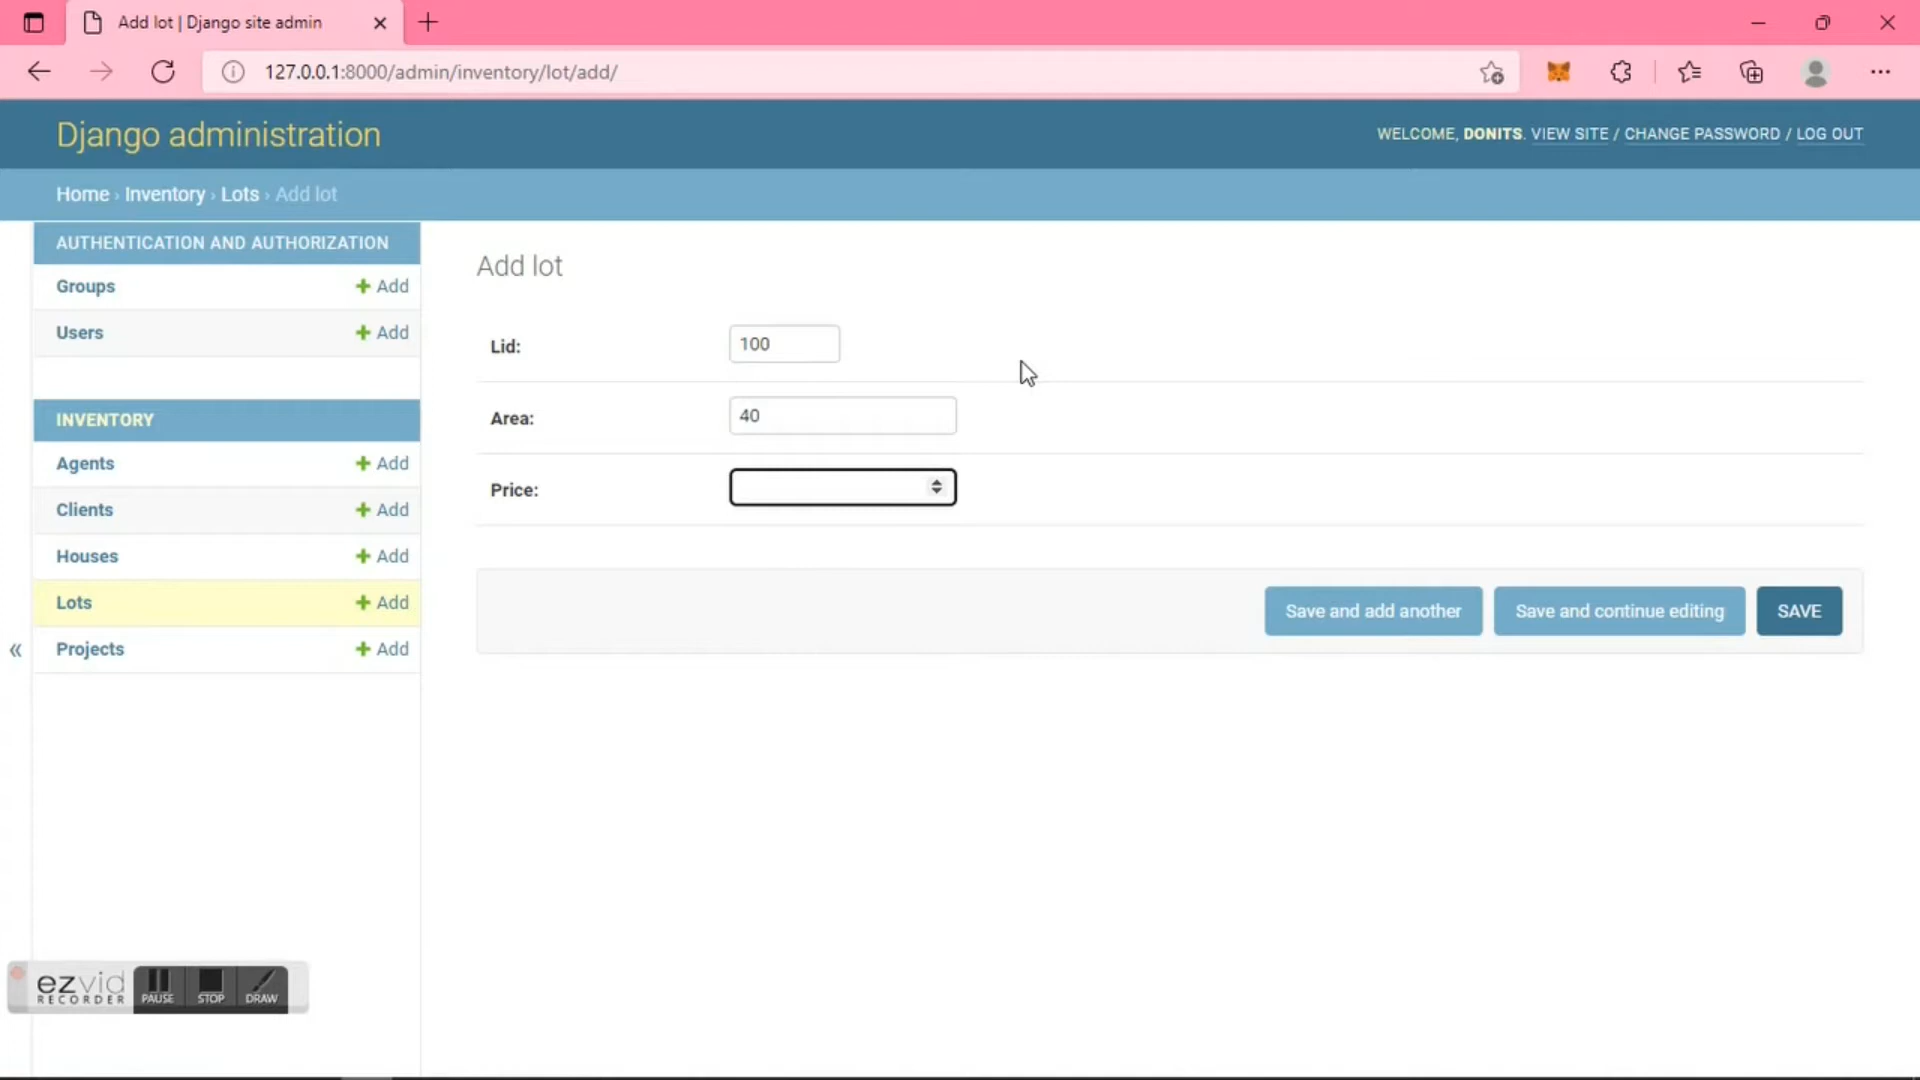 Add lot | Django site admin
127.0.0.1:8000/admin/inventory/lot/add/
Django administration
WELCOME, DONITS. VIEW SITE / CHANGE PASSWORD / LOG OUT
Home › Inventory › Lots › Add lot
AUTHENTICATION AND AUTHORIZATION
Groups + Add
Users + Add
INVENTORY
Agents + Add
Clients + Add
Houses + Add
Lots + Add
Projects + Add
«
Add lot
Lid: 100
Area: 40
Price:
Save and add another Save and continue editing SAVE
ezvid
RECORDER
PAUSE STOP DRAW